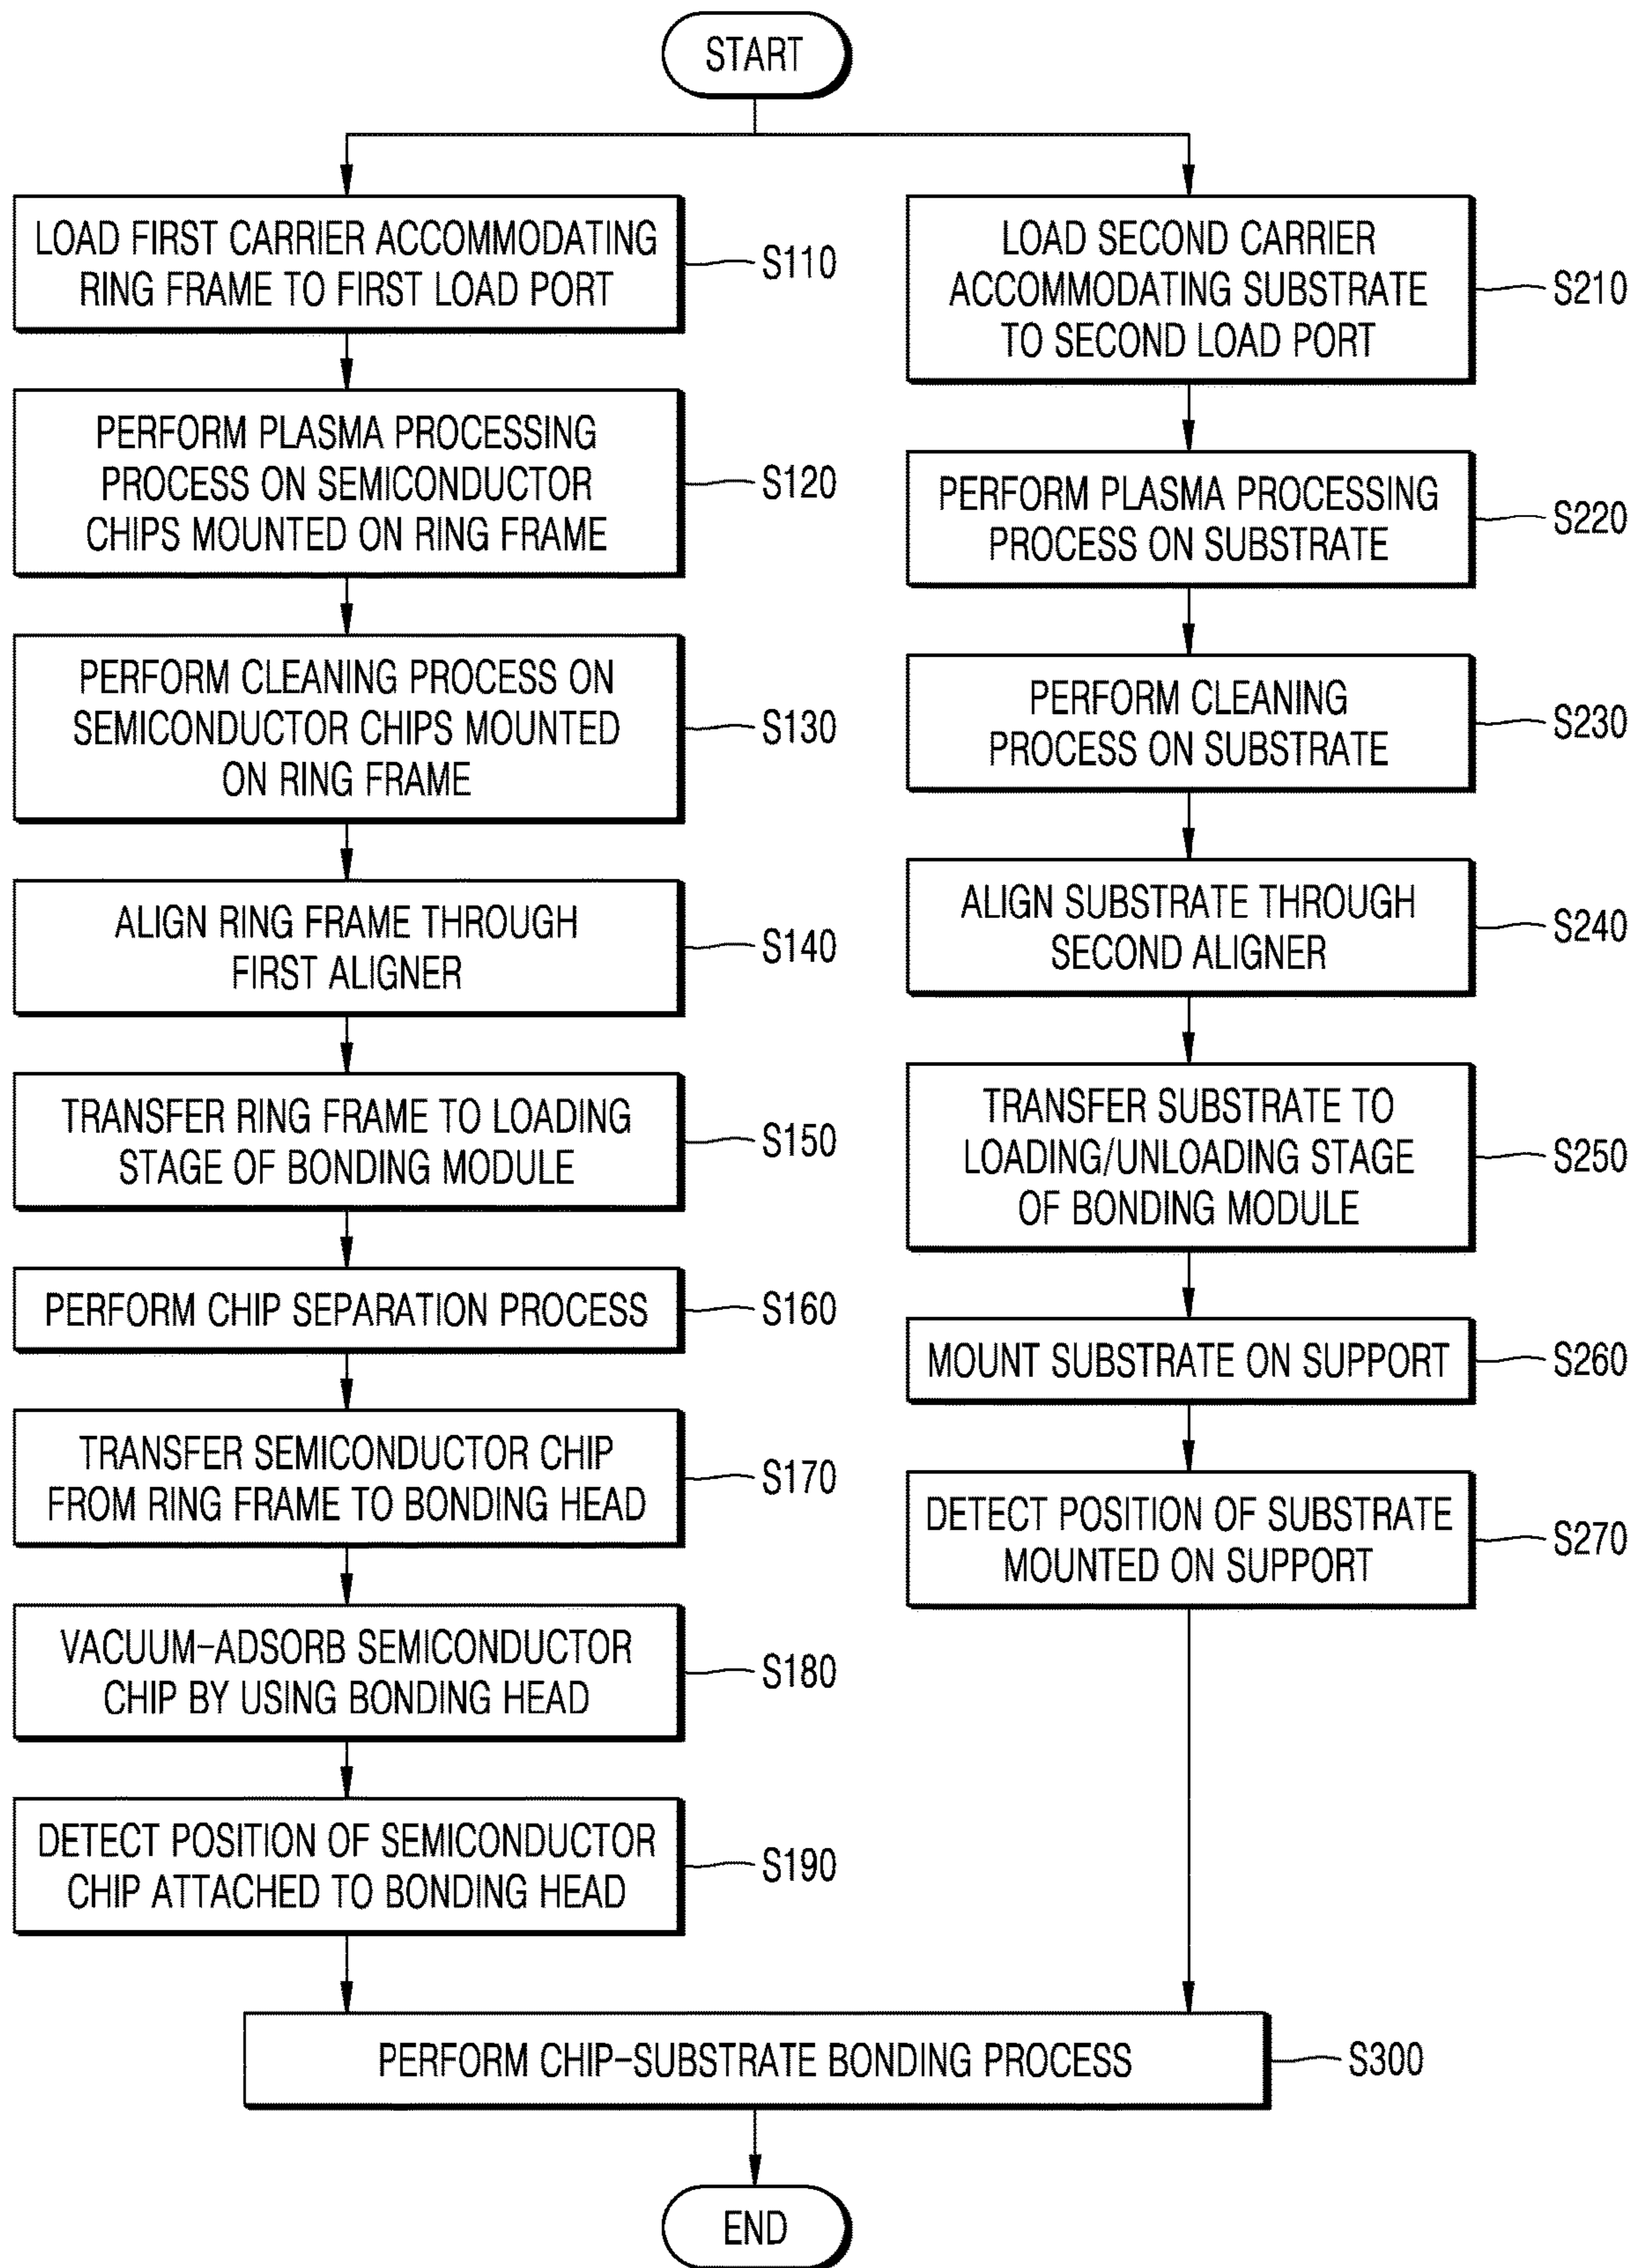 START
LOAD FIRST CARRIER ACCOMMODATING
RING FRAME TO FIRST LOAD PORT
S110
PERFORM PLASMA PROCESSING
PROCESS ON SEMICONDUCTOR
CHIPS MOUNTED ON RING FRAME
S120
PERFORM CLEANING PROCESS ON
SEMICONDUCTOR CHIPS MOUNTED
ON RING FRAME
S130
ALIGN RING FRAME THROUGH
FIRST ALIGNER
S140
TRANSFER RING FRAME TO LOADING
STAGE OF BONDING MODULE
S150
PERFORM CHIP SEPARATION PROCESS
S160
TRANSFER SEMICONDUCTOR CHIP
FROM RING FRAME TO BONDING HEAD
S170
VACUUM-ADSORB SEMICONDUCTOR
CHIP BY USING BONDING HEAD
S180
DETECT POSITION OF SEMICONDUCTOR
CHIP ATTACHED TO BONDING HEAD
S190
LOAD SECOND CARRIER
ACCOMMODATING SUBSTRATE
TO SECOND LOAD PORT
S210
PERFORM PLASMA PROCESSING
PROCESS ON SUBSTRATE
S220
PERFORM CLEANING
PROCESS ON SUBSTRATE
S230
ALIGN SUBSTRATE THROUGH
SECOND ALIGNER
S240
TRANSFER SUBSTRATE TO
LOADING/UNLOADING STAGE
OF BONDING MODULE
S250
MOUNT SUBSTRATE ON SUPPORT
S260
DETECT POSITION OF SUBSTRATE
MOUNTED ON SUPPORT
S270
PERFORM CHIP-SUBSTRATE BONDING PROCESS
S300
END